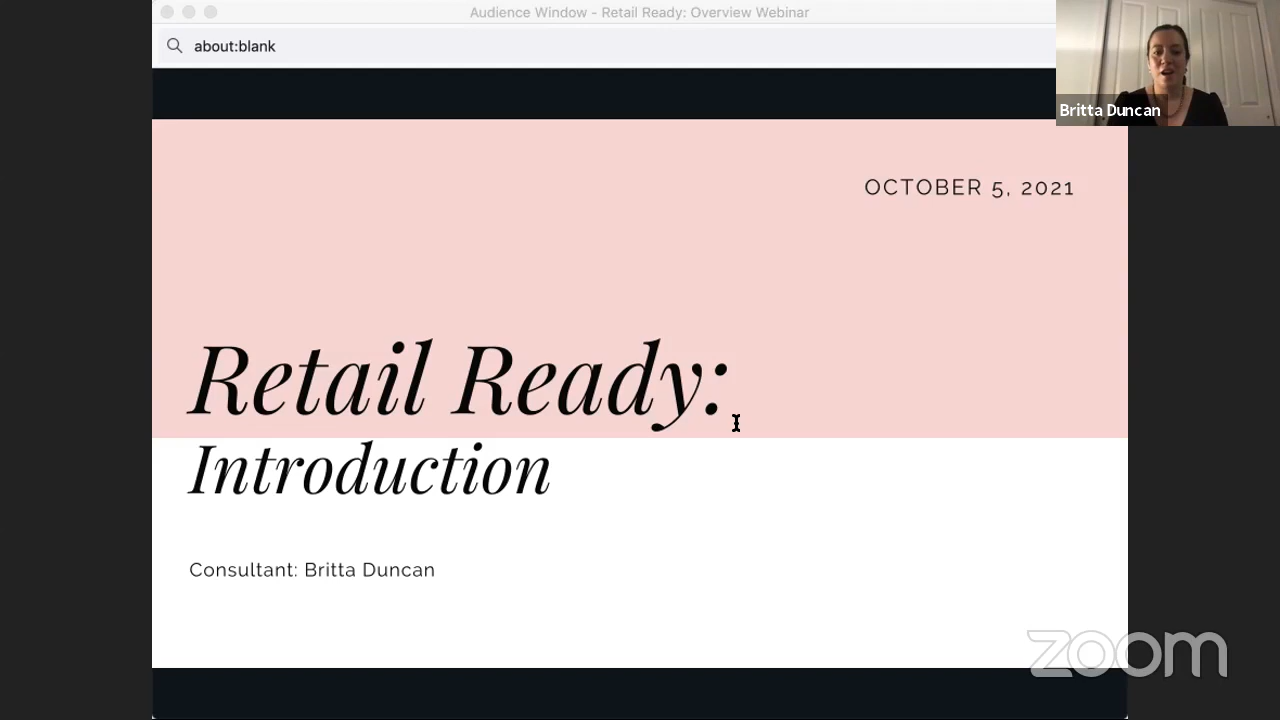 Audience Window - Retail Ready: Overview Webinar
about:blank
Britta Duncan
OCTOBER 5, 2021
Retail Ready:
Introduction
Consultant: Britta Duncan
zoom